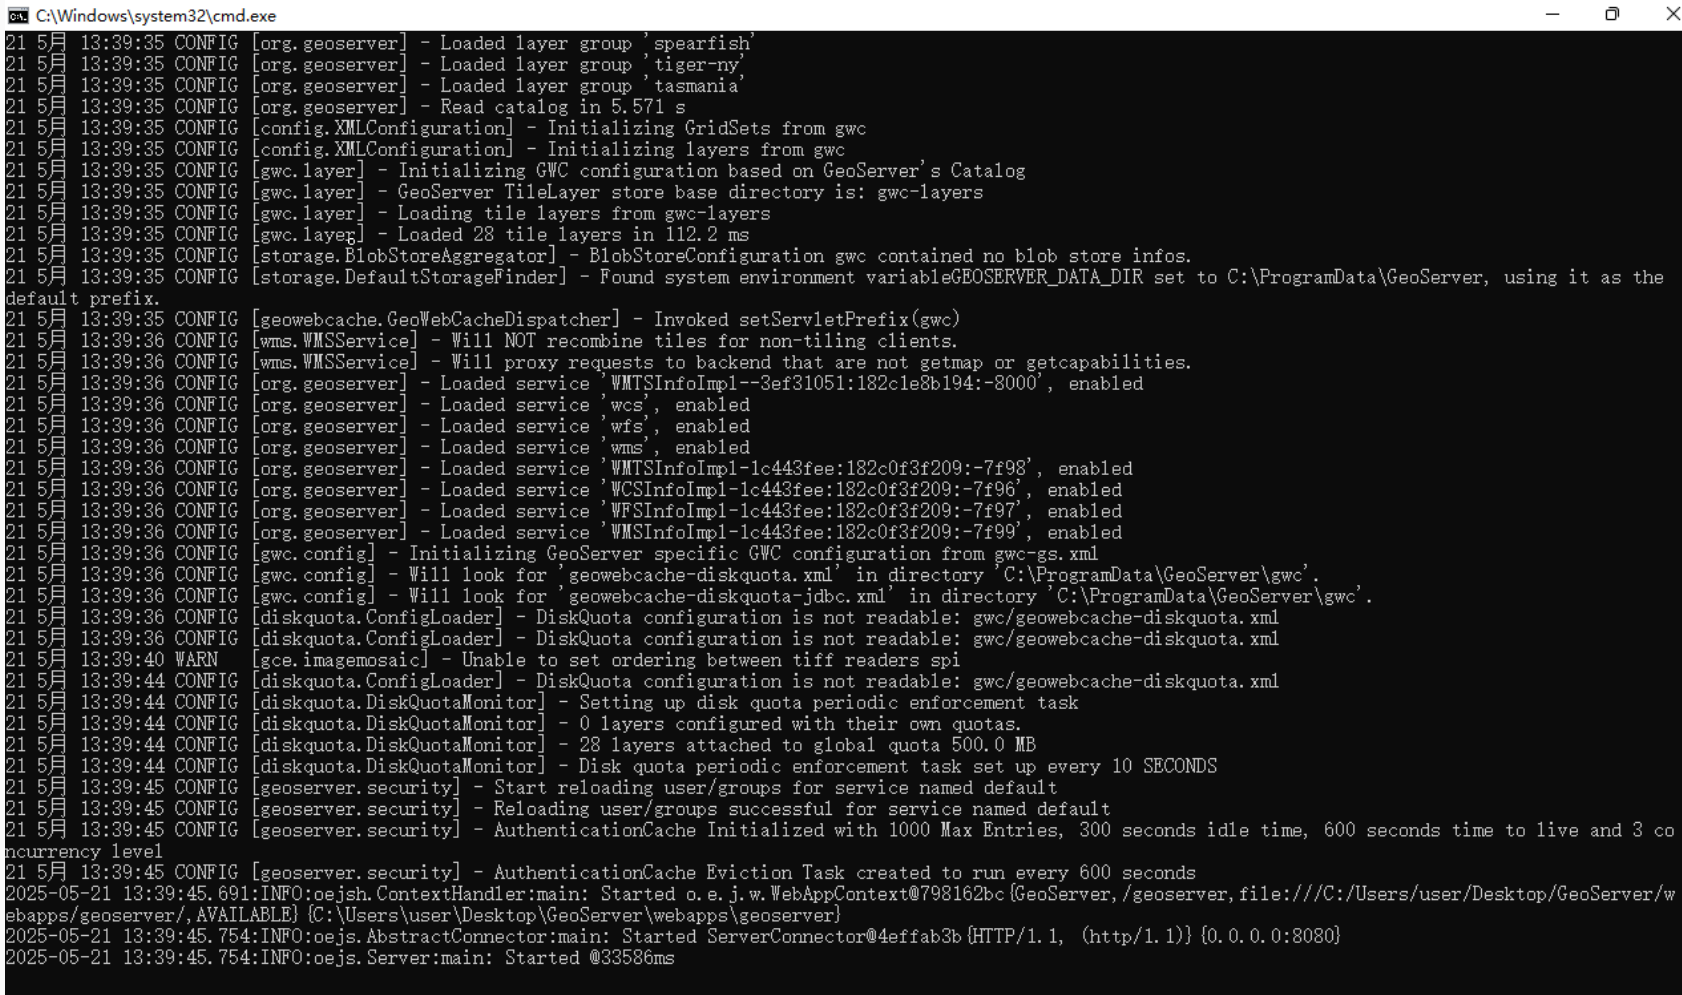 C:\Windows\system32\cmd.exe
21 5月 13:39:35 CONFIG [org.geoserver] - Loaded layer group 'spearfish'
21 5月 13:39:35 CONFIG [org.geoserver] - Loaded layer group 'tiger-ny'
21 5月 13:39:35 CONFIG [org.geoserver] - Loaded layer group 'tasmania'
21 5月 13:39:35 CONFIG [org.geoserver] - Read catalog in 5.571 s
21 5月 13:39:35 CONFIG [config.XMLConfiguration] - Initializing GridSets from gwc
21 5月 13:39:35 CONFIG [config.XMLConfiguration] - Initializing layers from gwc
21 5月 13:39:35 CONFIG [gwc.layer] - Initializing GWC configuration based on GeoServer's Catalog
21 5月 13:39:35 CONFIG [gwc.layer] - GeoServer TileLayer store base directory is: gwc-layers
21 5月 13:39:35 CONFIG [gwc.layer] - Loading tile layers from gwc-layers
21 5月 13:39:35 CONFIG [gwc.layer] - Loaded 28 tile layers in 112.2 ms
21 5月 13:39:35 CONFIG [storage.BlobStoreAggregator] - BlobStoreConfiguration gwc contained no blob store infos.
21 5月 13:39:35 CONFIG [storage.DefaultStorageFinder] - Found system environment variableGEOSERVER_DATA_DIR set to C:\ProgramData\GeoServer, using it as the
default prefix.
21 5月 13:39:35 CONFIG [geowebcache.GeoWebCacheDispatcher] - Invoked setServletPrefix(gwc)
21 5月 13:39:36 CONFIG [wms.WMSService] - Will NOT recombine tiles for non-tiling clients.
21 5月 13:39:36 CONFIG [wms.WMSService] - Will proxy requests to backend that are not getmap or getcapabilities.
21 5月 13:39:36 CONFIG [org.geoserver] - Loaded service 'WMTSInfoImpl--3ef31051:182c1e8b194:-8000', enabled
21 5月 13:39:36 CONFIG [org.geoserver] - Loaded service 'wcs', enabled
21 5月 13:39:36 CONFIG [org.geoserver] - Loaded service 'wfs', enabled
21 5月 13:39:36 CONFIG [org.geoserver] - Loaded service 'wms', enabled
21 5月 13:39:36 CONFIG [org.geoserver] - Loaded service 'WMTSInfoImpl-1c443fee:182c0f3f209:-7f98', enabled
21 5月 13:39:36 CONFIG [org.geoserver] - Loaded service 'WCSInfoImpl-1c443fee:182c0f3f209:-7f96', enabled
21 5月 13:39:36 CONFIG [org.geoserver] - Loaded service 'WFSInfoImpl-1c443fee:182c0f3f209:-7f97', enabled
21 5月 13:39:36 CONFIG [org.geoserver] - Loaded service 'WMSInfoImpl-1c443fee:182c0f3f209:-7f99', enabled
21 5月 13:39:36 CONFIG [gwc.config] - Initializing GeoServer specific GWC configuration from gwc-gs.xml
21 5月 13:39:36 CONFIG [gwc.config] - Will look for 'geowebcache-diskquota.xml' in directory 'C:\ProgramData\GeoServer\gwc'.
21 5月 13:39:36 CONFIG [gwc.config] - Will look for 'geowebcache-diskquota-jdbc.xml' in directory 'C:\ProgramData\GeoServer\gwc'.
21 5月 13:39:36 CONFIG [diskquota.ConfigLoader] - DiskQuota configuration is not readable: gwc/geowebcache-diskquota.xml
21 5月 13:39:36 CONFIG [diskquota.ConfigLoader] - DiskQuota configuration is not readable: gwc/geowebcache-diskquota.xml
21 5月 13:39:40 WARN [gce.imagemosaic] - Unable to set ordering between tiff readers spi
21 5月 13:39:44 CONFIG [diskquota.ConfigLoader] - DiskQuota configuration is not readable: gwc/geowebcache-diskquota.xml
21 5月 13:39:44 CONFIG [diskquota.DiskQuotaMonitor] - Setting up disk quota periodic enforcement task
21 5月 13:39:44 CONFIG [diskquota.DiskQuotaMonitor] - 0 layers configured with their own quotas.
21 5月 13:39:44 CONFIG [diskquota.DiskQuotaMonitor] - 28 layers attached to global quota 500.0 MB
21 5月 13:39:44 CONFIG [diskquota.DiskQuotaMonitor] - Disk quota periodic enforcement task set up every 10 SECONDS
21 5月 13:39:45 CONFIG [geoserver.security] - Start reloading user/groups for service named default
21 5月 13:39:45 CONFIG [geoserver.security] - Reloading user/groups successful for service named default
21 5月 13:39:45 CONFIG [geoserver.security] - AuthenticationCache Initialized with 1000 Max Entries, 300 seconds idle time, 600 seconds time to live and 3 co
ncurrency level
21 5月 13:39:45 CONFIG [geoserver.security] - AuthenticationCache Eviction Task created to run every 600 seconds
2025-05-21 13:39:45.691:INFO:oejsh.ContextHandler:main: Started o.e.j.w.WebAppContext@798162bc{GeoServer,/geoserver,file:///C:/Users/user/Desktop/GeoServer/w
ebapps/geoserver/,AVAILABLE}{C:\Users\user\Desktop\GeoServer\webapps\geoserver}
2025-05-21 13:39:45.754:INFO:oejs.AbstractConnector:main: Started ServerConnector@4effab3b{HTTP/1.1, (http/1.1)}{0.0.0.0:8080}
2025-05-21 13:39:45.754:INFO:oejs.Server:main: Started @33586ms